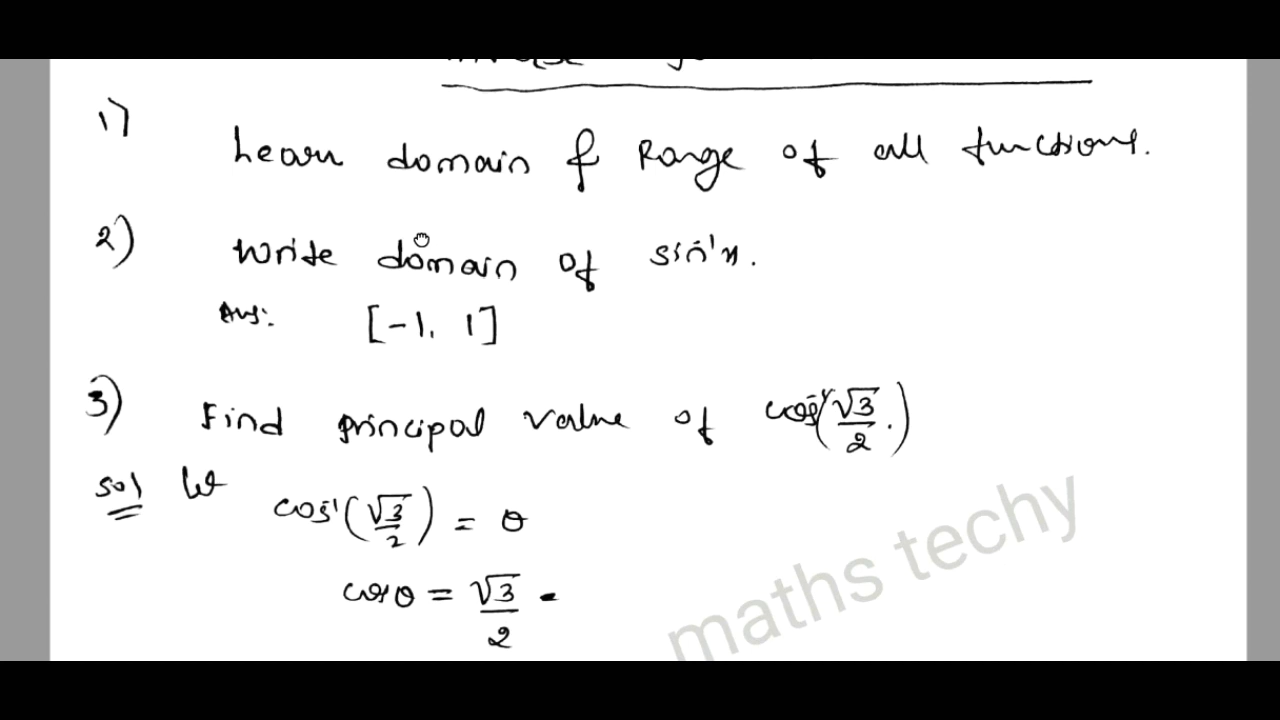 1)
Learn domain & Range of all functions.
2)
Write domain of sin⁻¹x.
Ans: [-1, 1]
3) Find principal value of cos⁻¹(√3/2.)
Sol Let
cos⁻¹(√3/2) = θ
cosθ = √3/2
maths techy